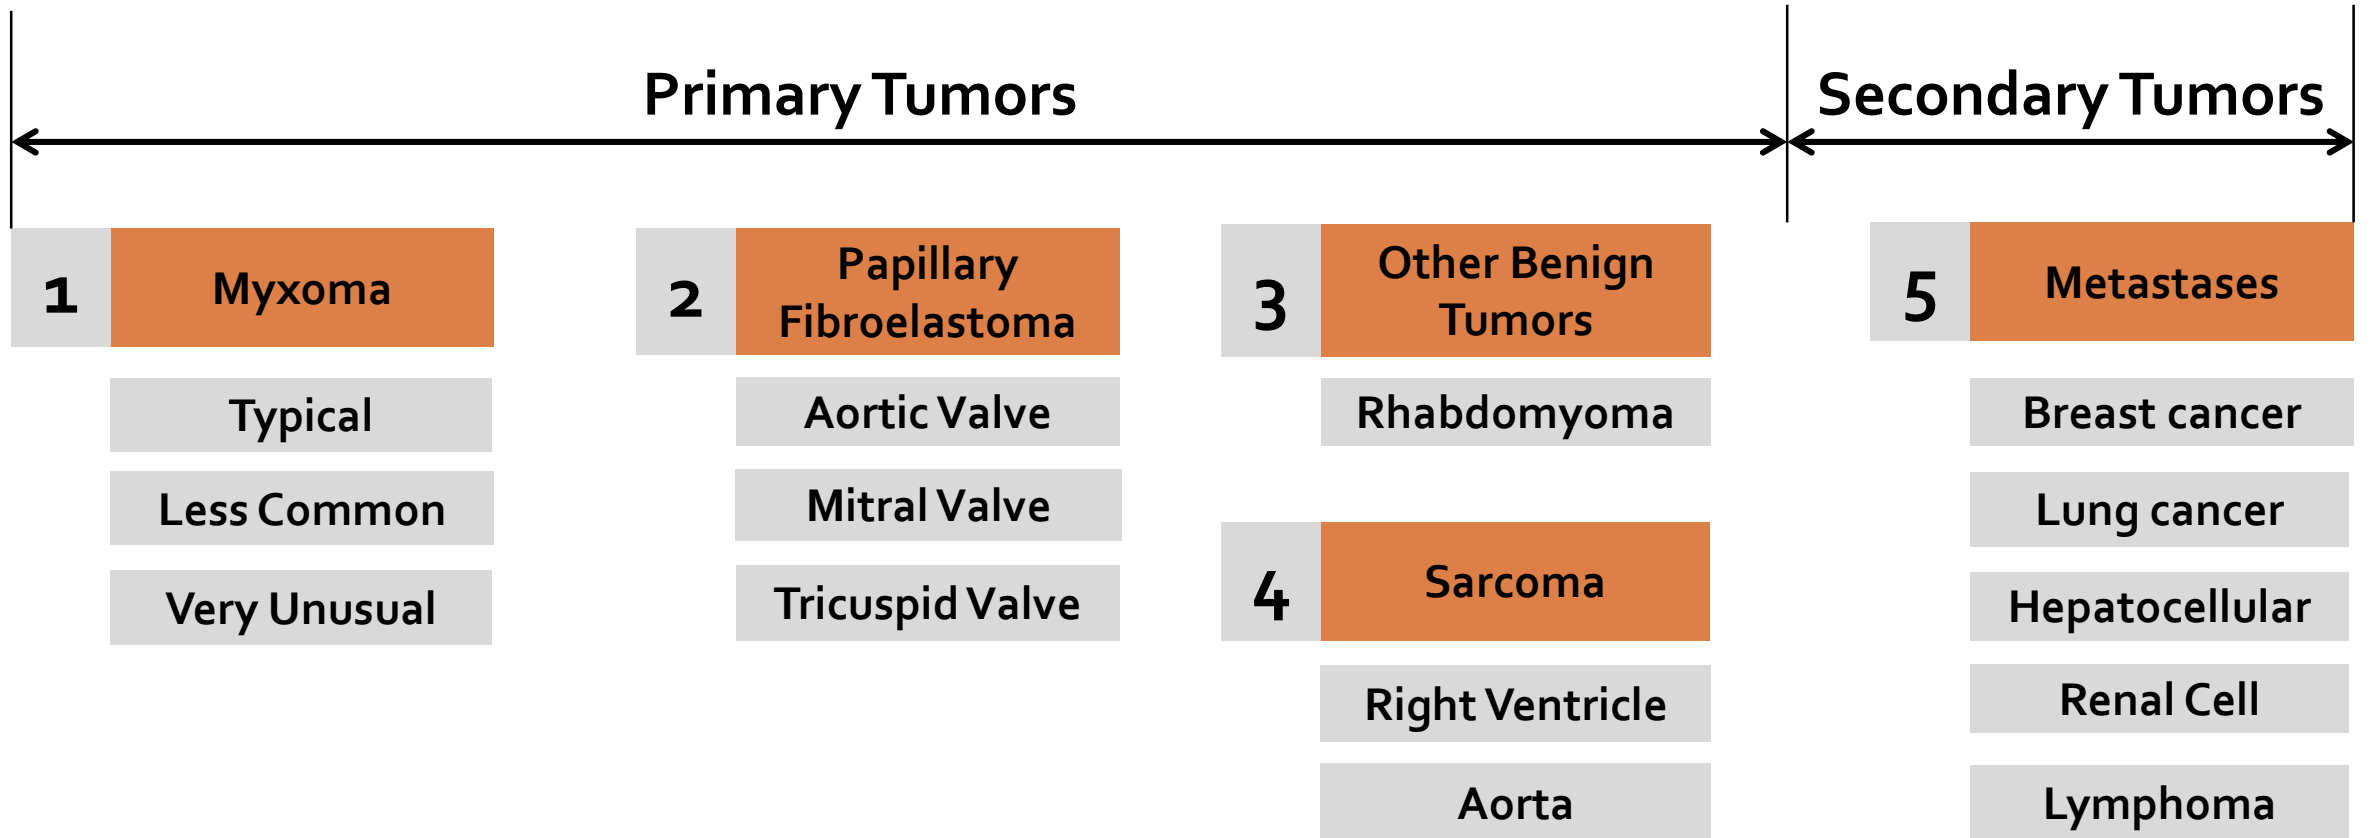 Primary Tumors
Secondary Tumors
1
Myxoma
Typical
Less Common
Very Unusual
2
Papillary
Fibroelastoma
Aortic Valve
Mitral Valve
Tricuspid Valve
3
Other Benign
Tumors
Rhabdomyoma
4
Sarcoma
Right Ventricle
Aorta
5
Metastases
Breast cancer
Lung cancer
Hepatocellular
Renal Cell
Lymphoma